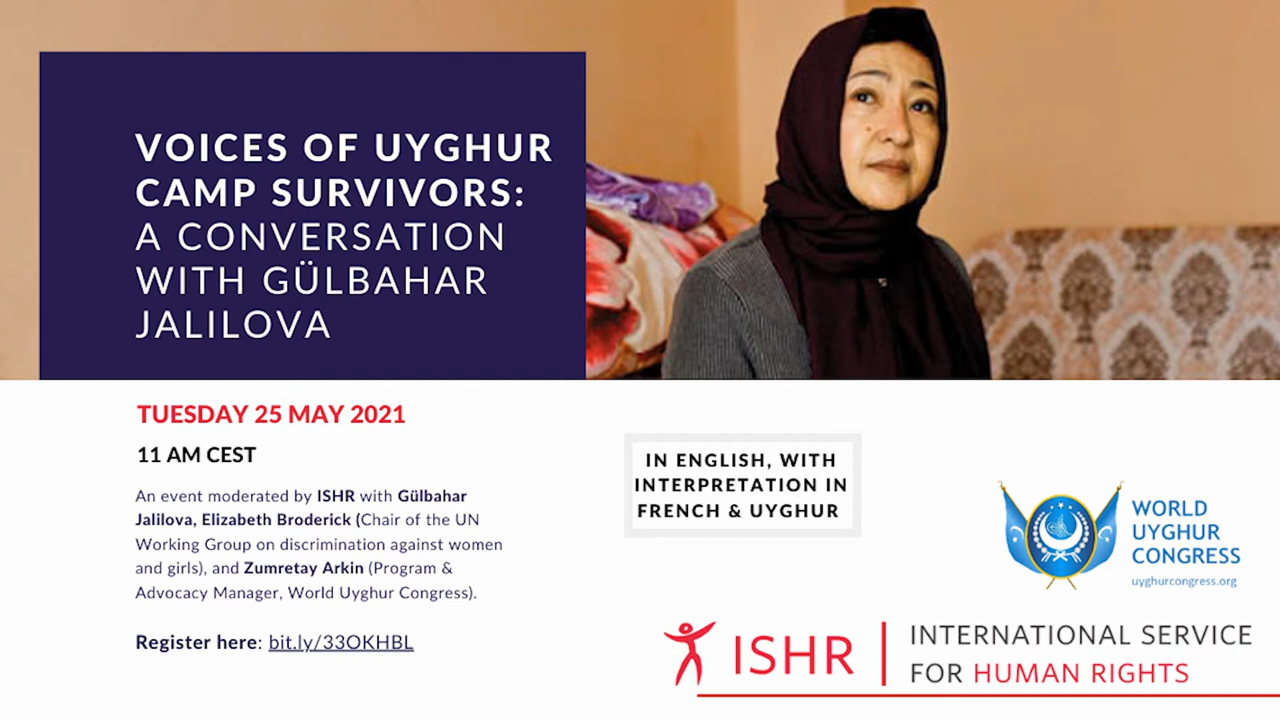 VOICES OF UYGHUR
CAMP SURVIVORS:
A CONVERSATION
WITH GÜLBAHAR
JALILOVA
TUESDAY 25 MAY 2021
11 AM CEST
An event moderated by ISHR with Gülbahar
Jalilova, Elizabeth Broderick (Chair of the UN
Working Group on discrimination against women
and girls), and Zumretay Arkin (Program &
Advocacy Manager, World Uyghur Congress).
Register here: bit.ly/33OKHBL
IN ENGLISH, WITH
INTERPRETATION IN
FRENCH & UYGHUR
WORLD
UYGHUR
CONGRESS
uyghurcongress.org
ISHR
INTERNATIONAL SERVICE
FOR HUMAN RIGHTS